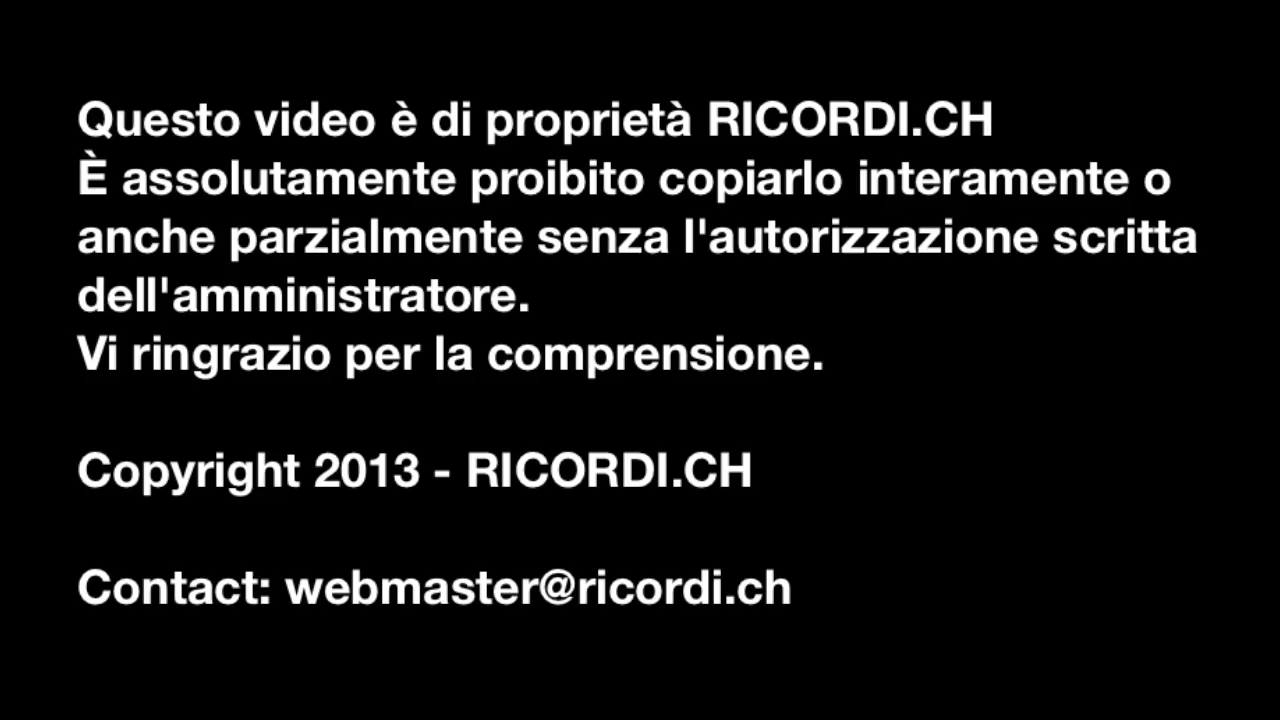 Questo video è di proprietà RICORDI.CH
È assolutamente proibito copiarlo interamente o
anche parzialmente senza l'autorizzazione scritta
dell'amministratore.
Vi ringrazio per la comprensione.
Copyright 2013 - RICORDI.CH
Contact: webmaster@ricordi.ch